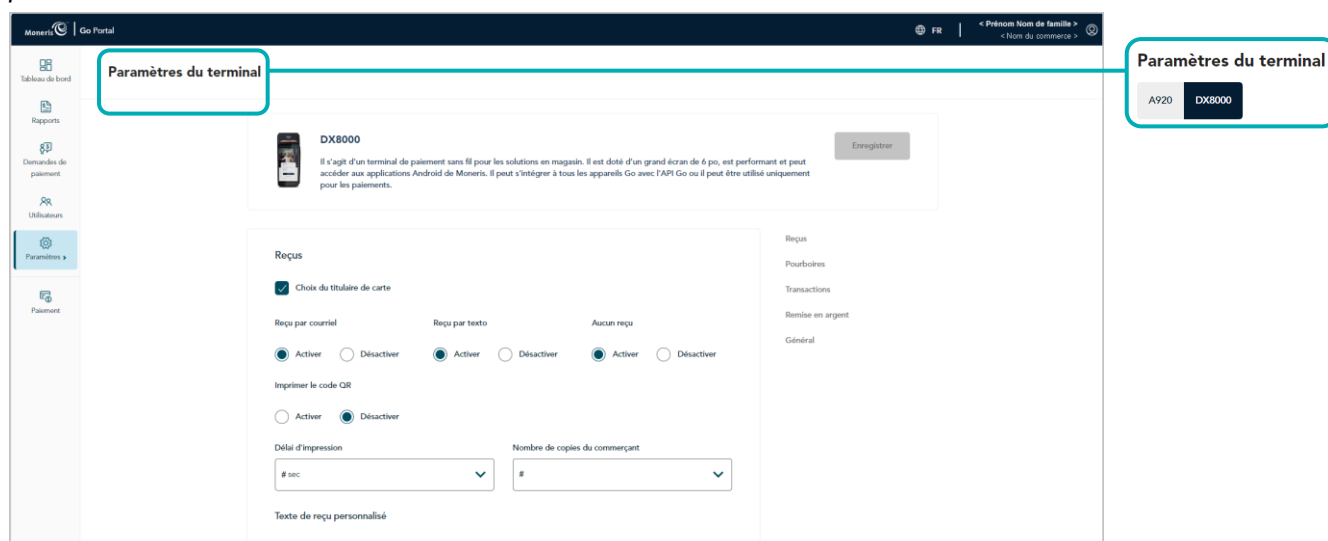 Moneris Go Portal
FR
< Prénom Nom de famille >
< Nom du commerce >
Tableau de bord
Rapports
Demandes de
paiement
Utilisateurs
Paramètres
Paiement
Paramètres du terminal
Paramètres du terminal
A920 DX8000
DX8000
Il s'agit d'un terminal de paiement sans fil pour les solutions en magasin. Il est doté d'un grand écran de 6 po, est performant et peut
accéder aux applications Android de Moneris. Il peut s'intégrer à tous les appareils Go avec l'API Go ou il peut être utilisé uniquement
pour les paiements.
Enregistrer
Reçus
Choix du titulaire de carte
Reçu par courriel Reçu par texto Aucun reçu
Activer Désactiver Activer Désactiver Activer Désactiver
Imprimer le code QR
Activer Désactiver
Délai d'impression Nombre de copies du commerçant
# sec #
Texte de reçu personnalisé
Reçus
Pourboires
Transactions
Remise en argent
Général